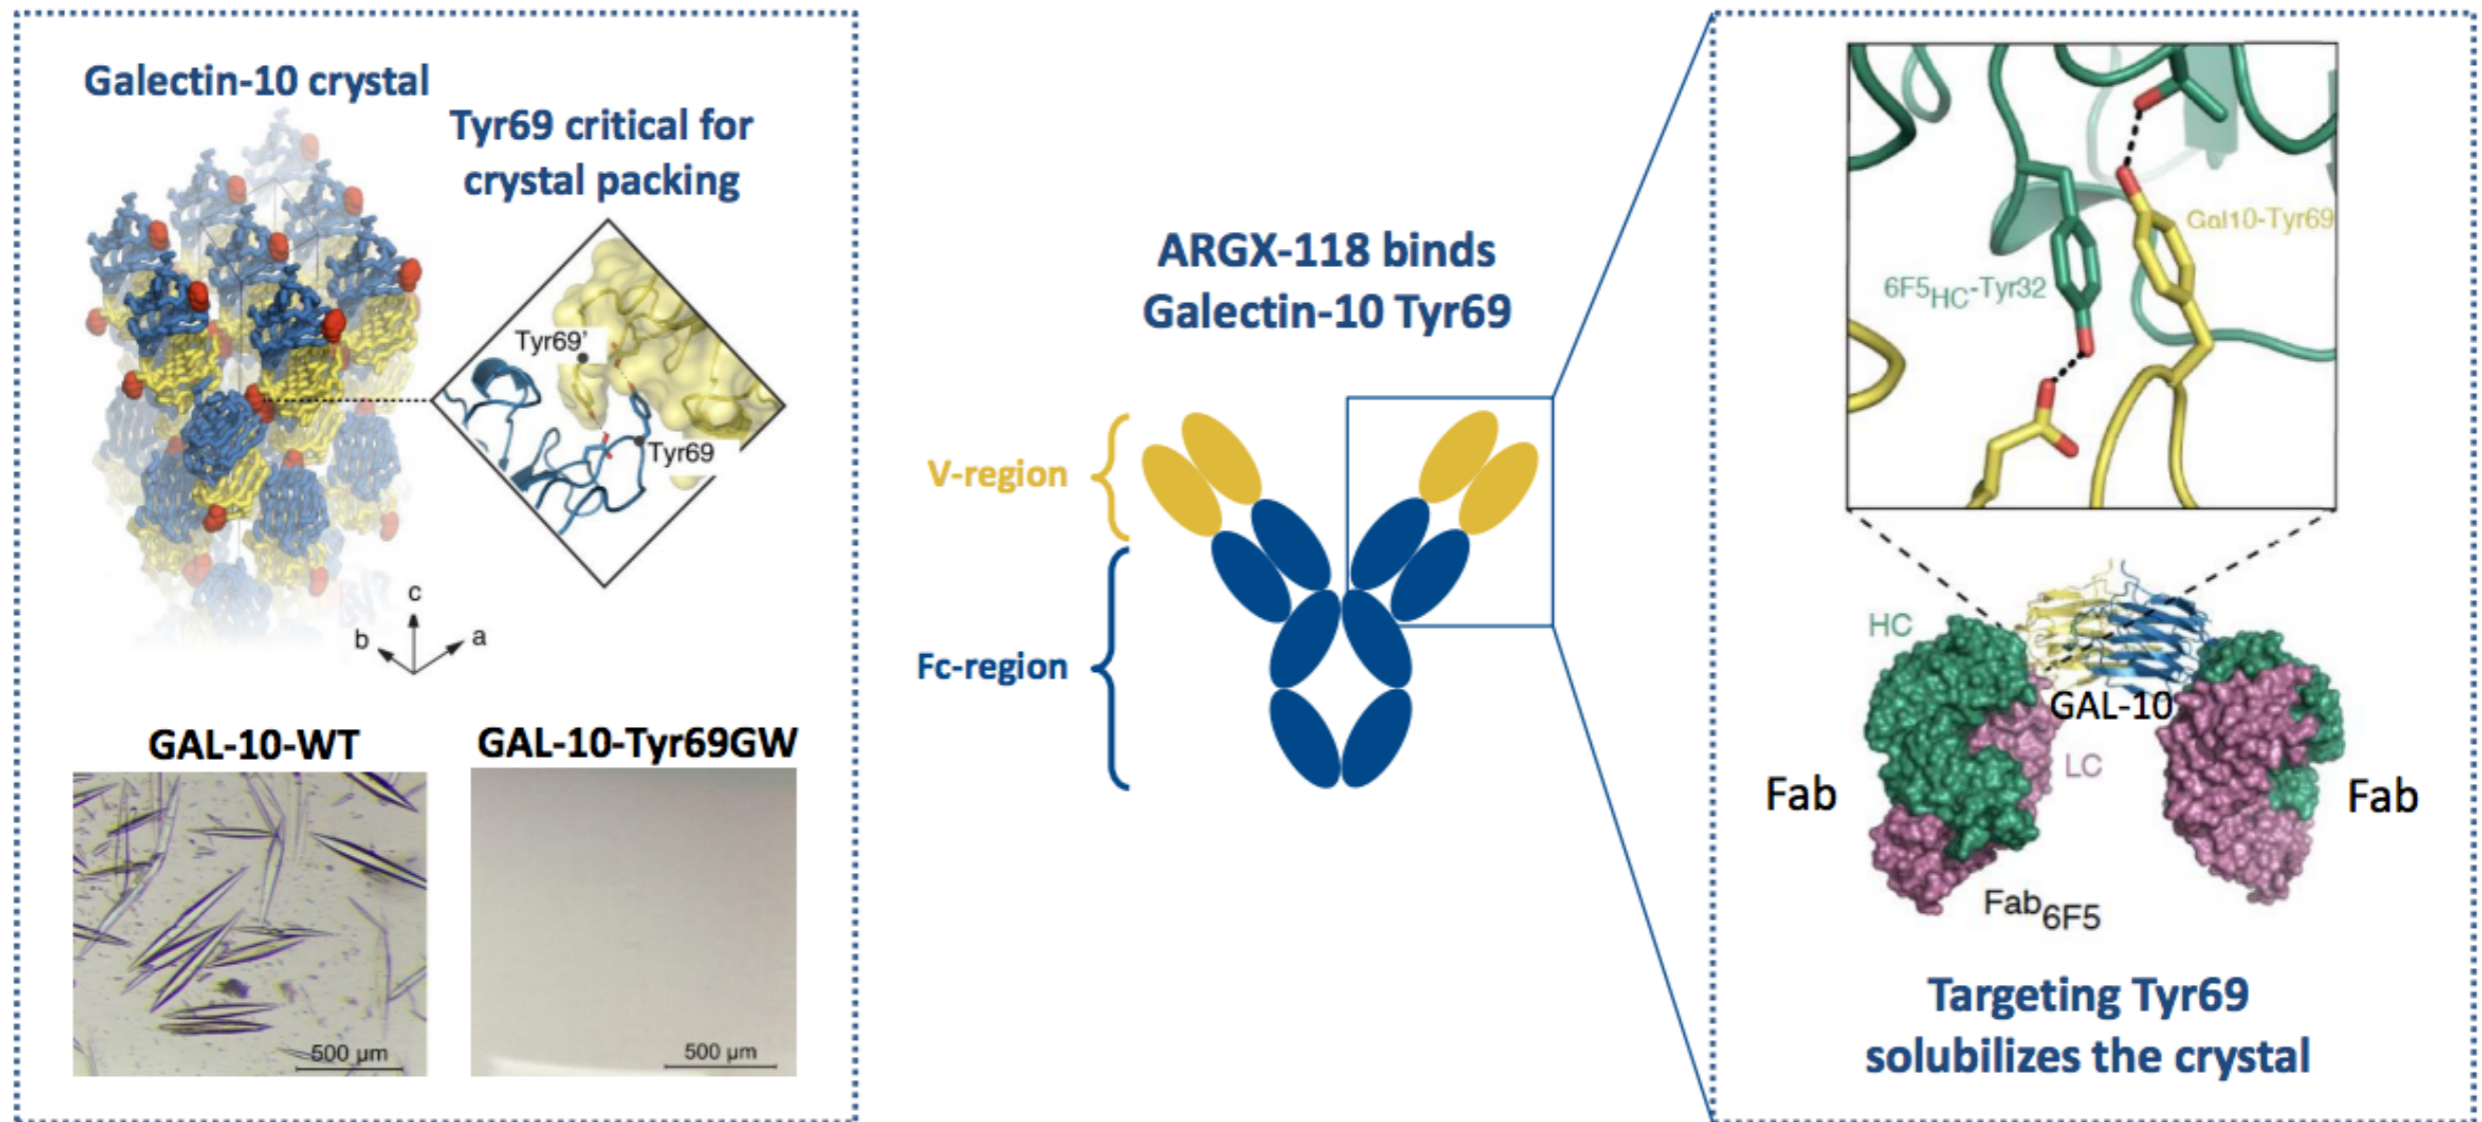 Galectin-10 crystal
Tyr69 critical for
crystal packing
Tyr69'
Tyr69
c
b
a
GAL-10-WT
GAL-10-Tyr69GW
500 µm
500 µm
ARGX-118 binds
Galectin-10 Tyr69
V-region
Fc-region
Gal10-Tyr69
6F5HC-Tyr32
HC
GAL-10
LC
Fab
Fab
Fab6F5
Targeting Tyr69
solubilizes the crystal